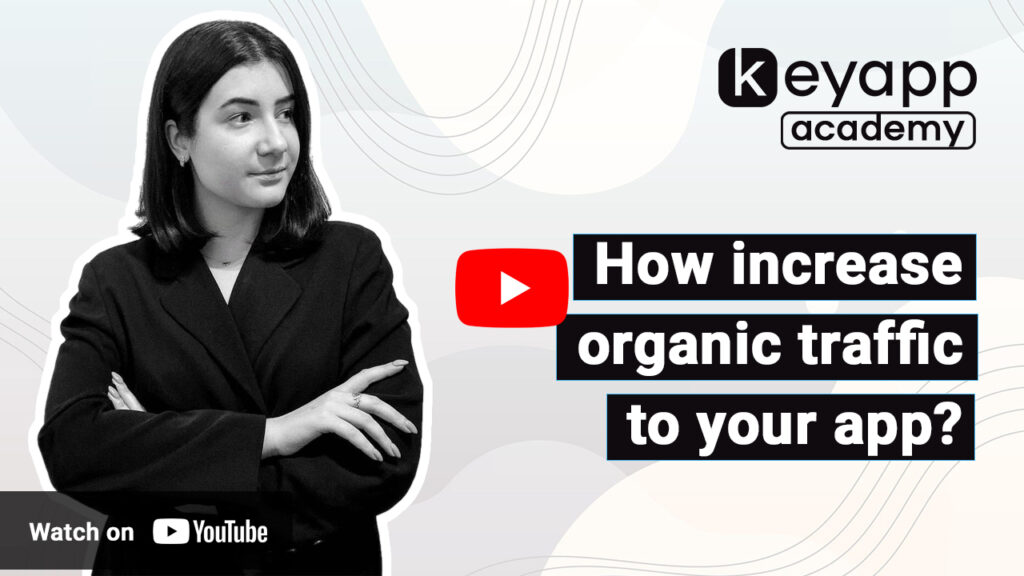 keyapp
academy
How increase
organic traffic
to your app?
Watch on YouTube